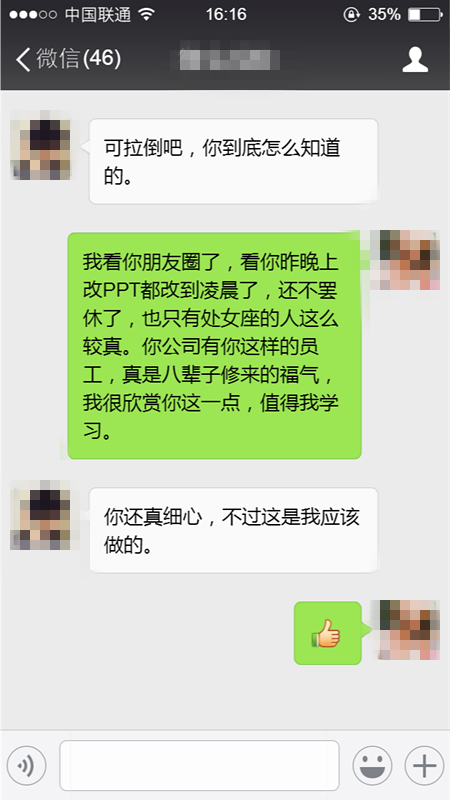 中国联通 16:16 35%
微信(46)
可拉倒吧，你到底怎么知道
的。
我看你朋友圈了，看你昨晚上
改PPT都改到凌晨了，还不罢
休了，也只有处女座的人这么
较真。你公司有你这样的员
工，真是八辈子修来的福气，
我很欣赏你这一点，值得我学
习。
你还真细心，不过这是我应该
做的。